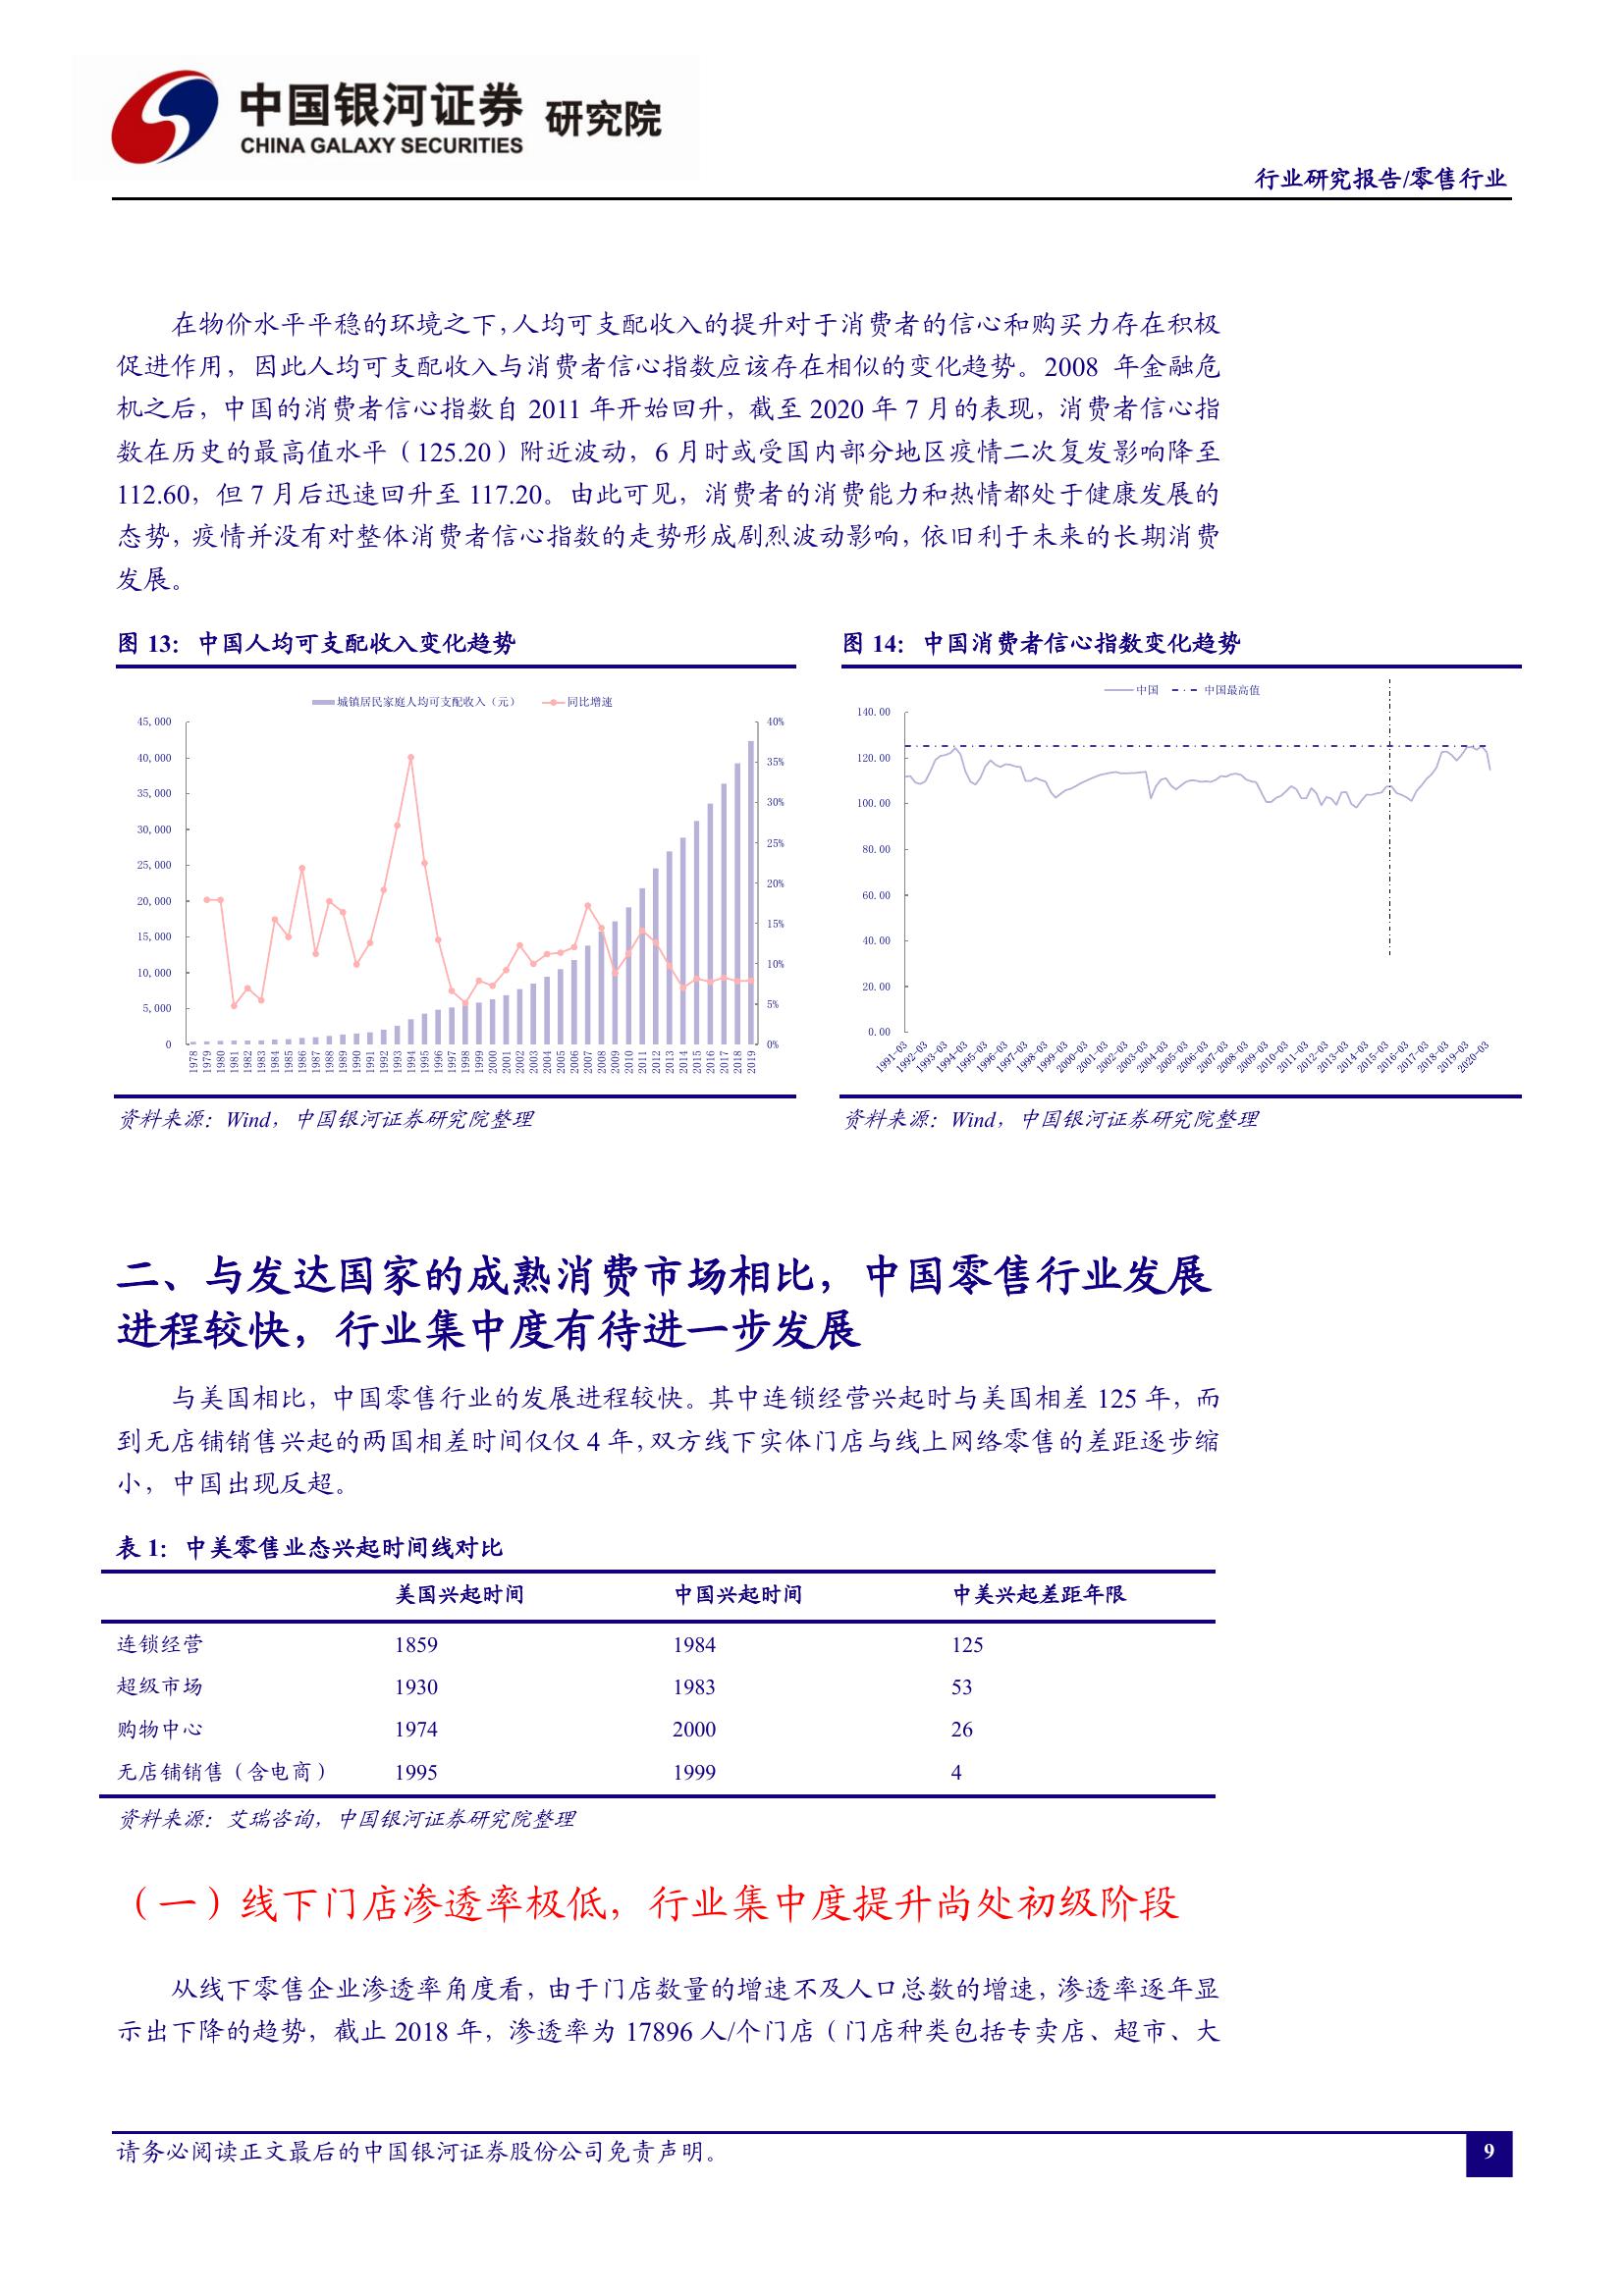 中国银河证券 研究院
CHINA GALAXY SECURITIES
行业研究报告/零售行业
在物价水平平稳的环境之下，人均可支配收入的提升对于消费者的信心和购买力存在积极
促进作用，因此人均可支配收入与消费者信心指数应该存在相似的变化趋势。2008 年金融危
机之后，中国的消费者信心指数自 2011 年开始回升，截至 2020 年 7 月的表现，消费者信心指
数在历史的最高值水平（125.20）附近波动，6 月时或受国内部分地区疫情二次复发影响降至
112.60，但 7 月后迅速回升至 117.20。由此可见，消费者的消费能力和热情都处于健康发展的
态势，疫情并没有对整体消费者信心指数的走势形成剧烈波动影响，依旧利于未来的长期消费
发展。
图 13：中国人均可支配收入变化趋势
城镇居民家庭人均可支配收入（元） 同比增速
45,000
40,000
35,000
30,000
25,000
20,000
15,000
10,000
5,000
0
40%
35%
30%
25%
20%
15%
10%
5%
0%
1978 1979 1980 1981 1982 1983 1984 1985 1986 1987 1988 1989 1990 1991 1992 1993 1994 1995 1996 1997 1998 1999 2000 2001 2002 2003 2004 2005 2006 2007 2008 2009 2010 2011 2012 2013 2014 2015 2016 2017 2018 2019
资料来源：Wind，中国银河证券研究院整理
图 14：中国消费者信心指数变化趋势
中国 中国最高值
140.00
120.00
100.00
80.00
60.00
40.00
20.00
0.00
1991-03 1992-03 1993-03 1994-03 1995-03 1996-03 1997-03 1998-03 1999-03 2000-03 2001-03 2002-03 2003-03 2004-03 2005-03 2006-03 2007-03 2008-03 2009-03 2010-03 2011-03 2012-03 2013-03 2014-03 2015-03 2016-03 2017-03 2018-03 2019-03 2020-03
资料来源：Wind，中国银河证券研究院整理
二、与发达国家的成熟消费市场相比，中国零售行业发展
进程较快，行业集中度有待进一步发展
与美国相比，中国零售行业的发展进程较快。其中连锁经营兴起时与美国相差 125 年，而
到无店铺销售兴起的两国相差时间仅仅 4 年，双方线下实体门店与线上网络零售的差距逐步缩
小，中国出现反超。
表 1：中美零售业态兴起时间线对比
美国兴起时间 中国兴起时间 中美兴起差距年限
连锁经营 1859 1984 125
超级市场 1930 1983 53
购物中心 1974 2000 26
无店铺销售（含电商） 1995 1999 4
资料来源：艾瑞咨询，中国银河证券研究院整理
（一）线下门店渗透率极低，行业集中度提升尚处初级阶段
从线下零售企业渗透率角度看，由于门店数量的增速不及人口总数的增速，渗透率逐年显
示出下降的趋势，截止 2018 年，渗透率为 17896 人/个门店（门店种类包括专卖店、超市、大
请务必阅读正文最后的中国银河证券股份公司免责声明。
9